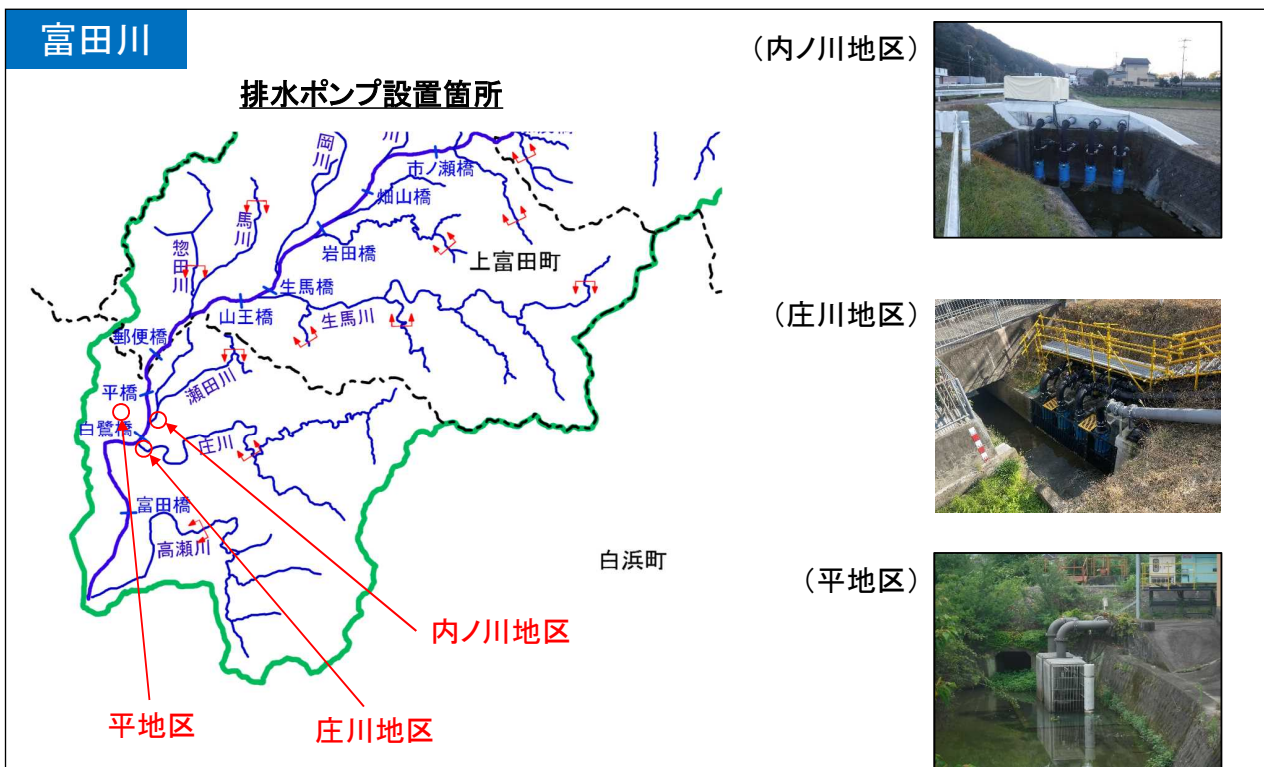 富田川
排水ポンプ設置箇所
岡川
川
市ノ瀬橋
畑山橋
馬川
惣田川
岩田橋
上富田町
生馬橋
山王橋
生馬川
郵便橋
瀬田川
平橋
白鷺橋
庄川
富田橋
高瀬川
白浜町
内ノ川地区
平地区
庄川地区
(内ノ川地区)
(庄川地区)
(平地区)